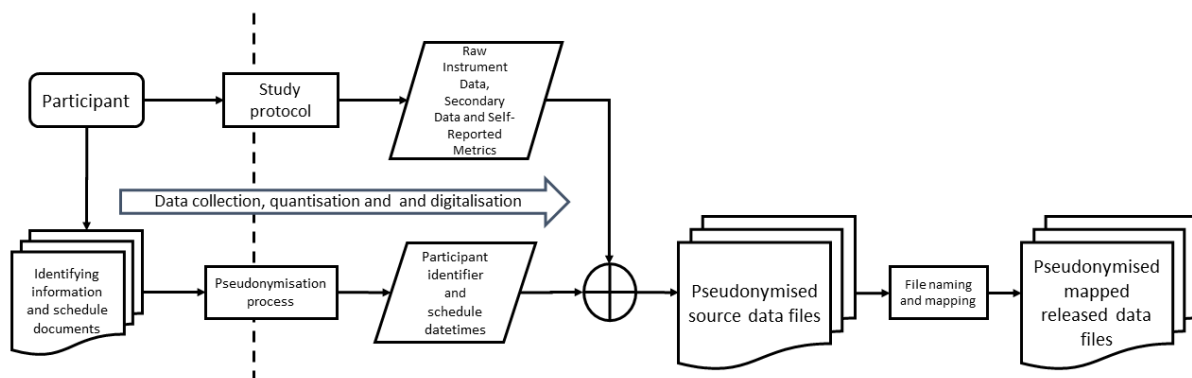 Participant
Study
protocol
Raw
Instrument
Data,
Secondary
Data and Self-
Reported
Metrics
Data collection, quantisation and  and digitalisation
Identifying
information
and schedule
documents
Pseudonymisation
process
Participant
identifier
and
schedule
datetimes
Pseudonymised
source data files
File naming
and mapping
Pseudonymised
mapped
released data
files